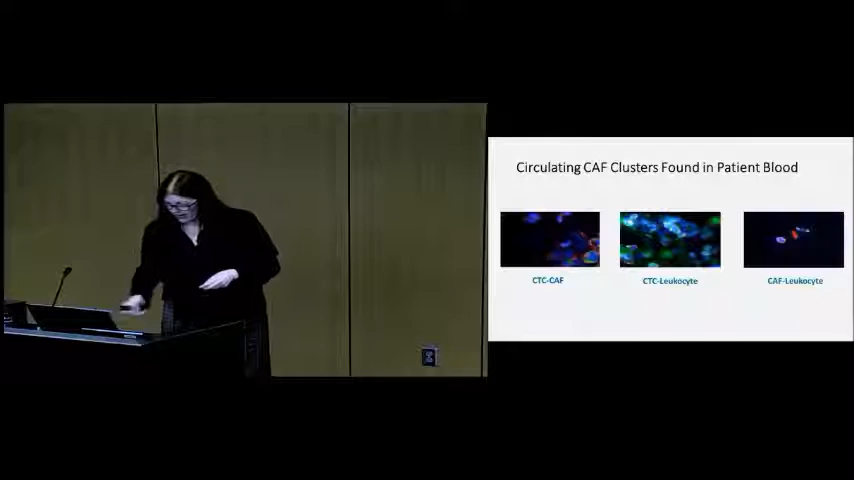 Circulating CAF Clusters Found in Patient Blood
CTC-CAF
CTC-Leukocyte
CAF-Leukocyte